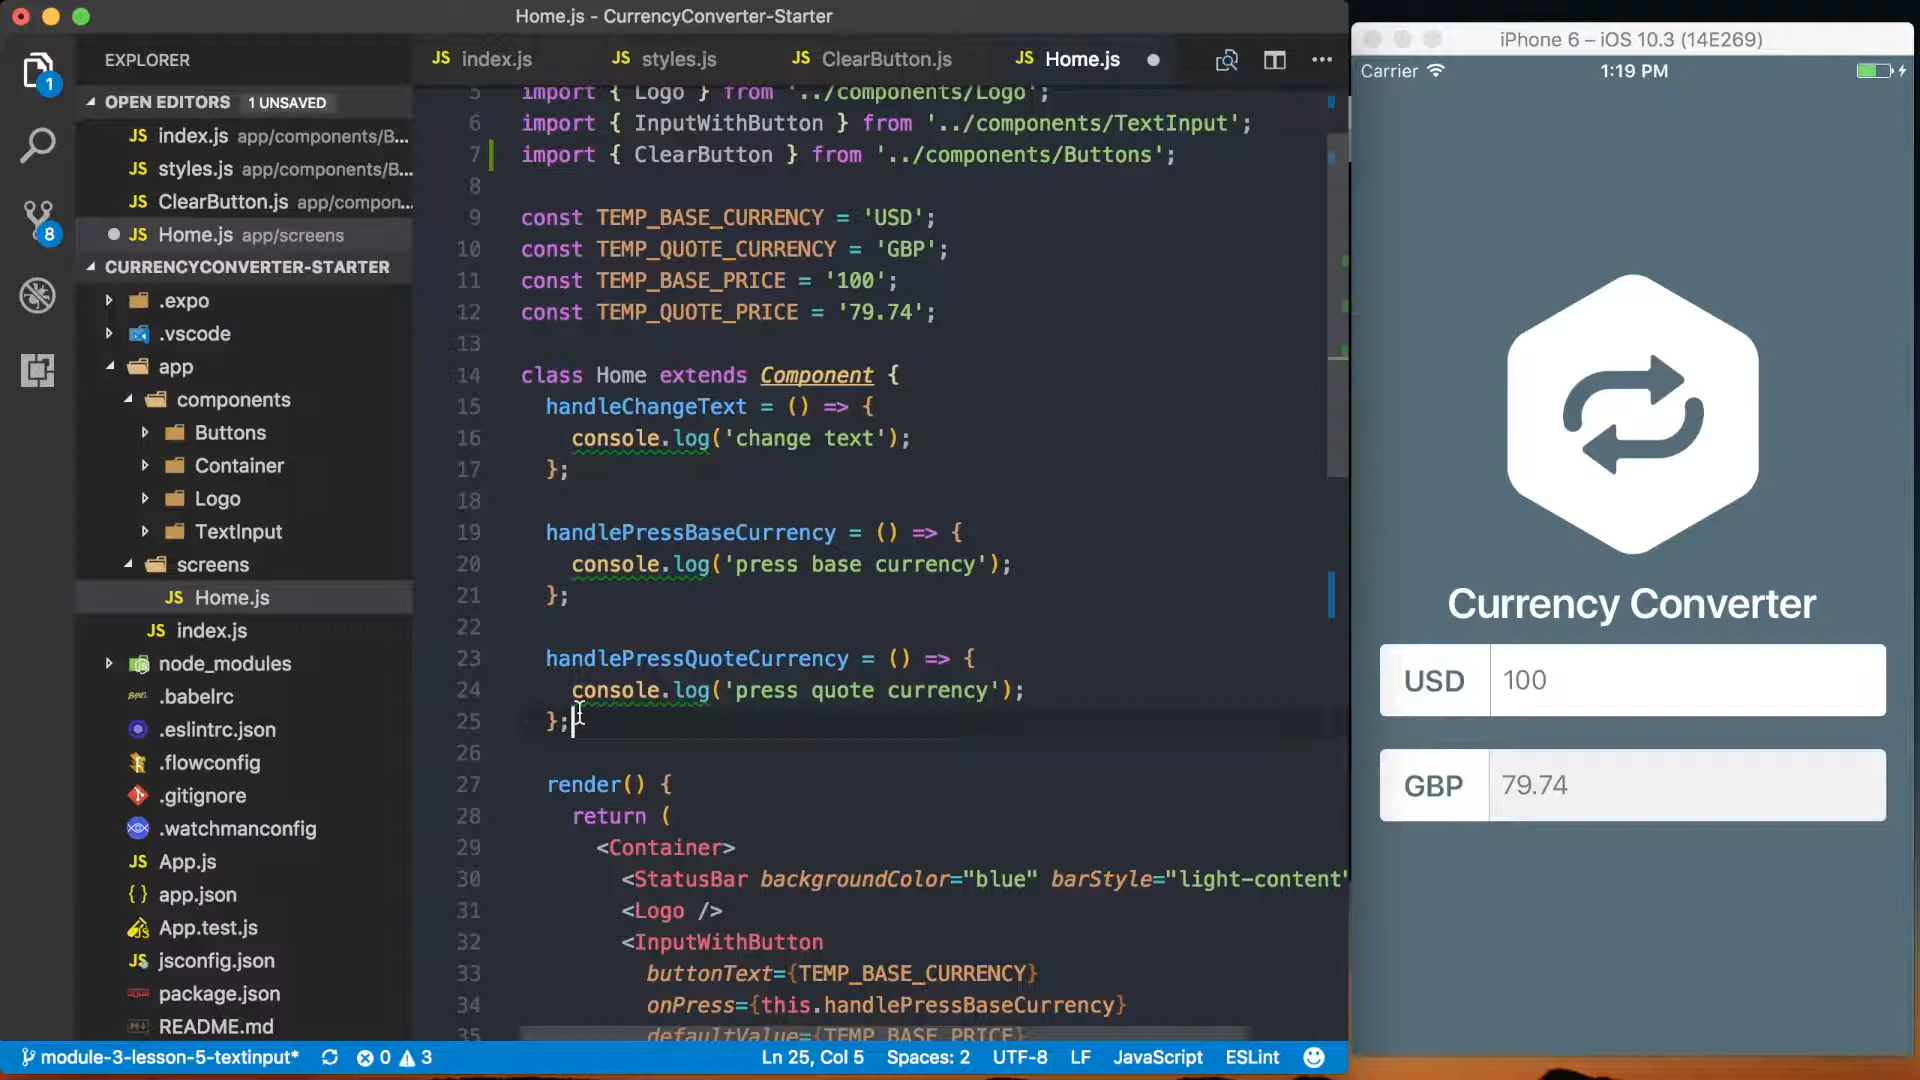 Home.js - CurrencyConverter-Starter
EXPLORER
OPEN EDITORS 1 UNSAVED
JS index.js app/components/B...
JS styles.js app/components/B...
JS ClearButton.js app/compon...
JS Home.js app/screens
CURRENCYCONVERTER-STARTER
.expo
.vscode
app
components
Buttons
Container
Logo
TextInput
screens
JS Home.js
JS index.js
node_modules
.babelrc
.eslintrc.json
.flowconfig
.gitignore
.watchmanconfig
JS App.js
{ } app.json
App.test.js
jsconfig.json
package.json
README.md
1
8
JS index.js JS styles.js JS ClearButton.js JS Home.js
5 import { Logo } from '../components/Logo';
6 import { InputWithButton } from '../components/TextInput';
7 import { ClearButton } from '../components/Buttons';
8
9 const TEMP_BASE_CURRENCY = 'USD';
10 const TEMP_QUOTE_CURRENCY = 'GBP';
11 const TEMP_BASE_PRICE = '100';
12 const TEMP_QUOTE_PRICE = '79.74';
13
14 class Home extends Component {
15 handleChangeText = () => {
16 console.log('change text');
17 };
18
19 handlePressBaseCurrency = () => {
20 console.log('press base currency');
21 };
22
23 handlePressQuoteCurrency = () => {
24 console.log('press quote currency');
25 };
26
27 render() {
28 return (
29 <Container>
30 <StatusBar backgroundColor="blue" barStyle="light-content"
31 <Logo />
32 <InputWithButton
33 buttonText={TEMP_BASE_CURRENCY}
34 onPress={this.handlePressBaseCurrency}
35 defaultValue={TEMP_BASE_PRICE}
module-3-lesson-5-textinput* 0 3 Ln 25, Col 5 Spaces: 2 UTF-8 LF JavaScript ESLint
iPhone 6 – iOS 10.3 (14E269)
Carrier 1:19 PM
Currency Converter
USD 100
GBP 79.74